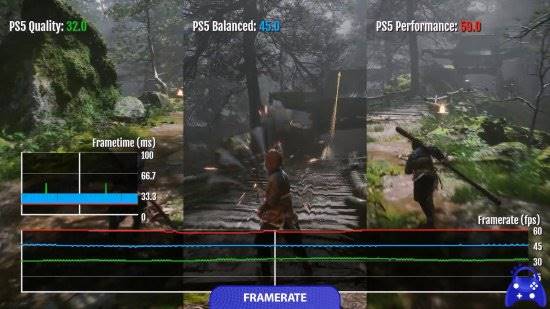 PS5 Quality: 32.0 PS5 Balanced: 45.0 PS5 Performance: 59.0
Frametime (ms)
100
66.7
33.3
0
Framerate (fps)
60
45
30
15
FRAMERATE